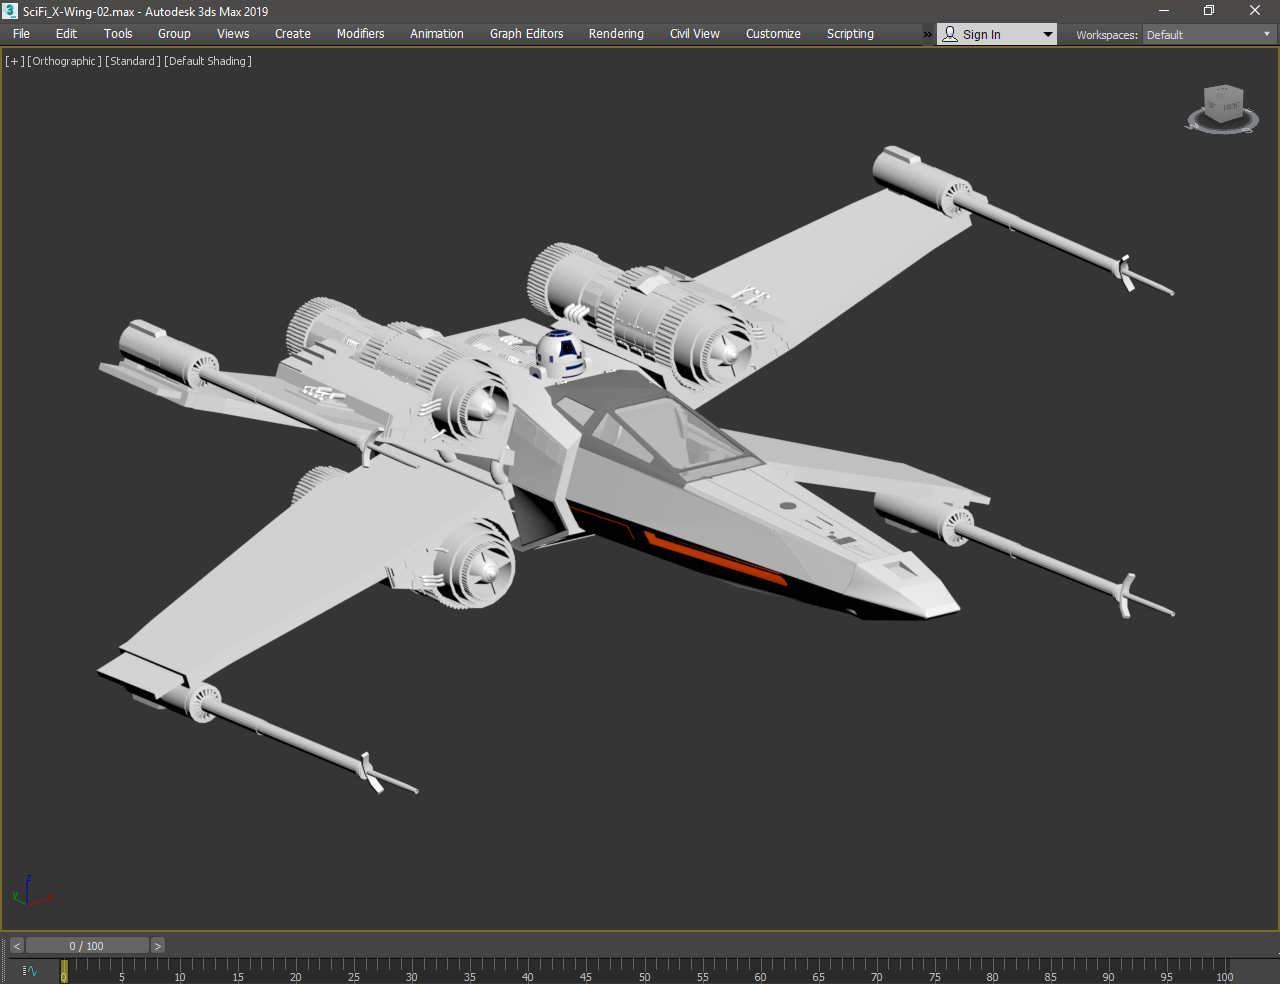 SciFi_X-Wing-02.max - Autodesk 3ds Max 2019
File Edit Tools Group Views Create Modifiers Animation Graph Editors Rendering Civil View Customize Scripting » Sign In Workspaces: Default
[+] [Orthographic] [Standard] [Default Shading]
FRONT
z
y
x
< 0 / 100 >
0 5 10 15 20 25 30 35 40 45 50 55 60 65 70 75 80 85 90 95 100